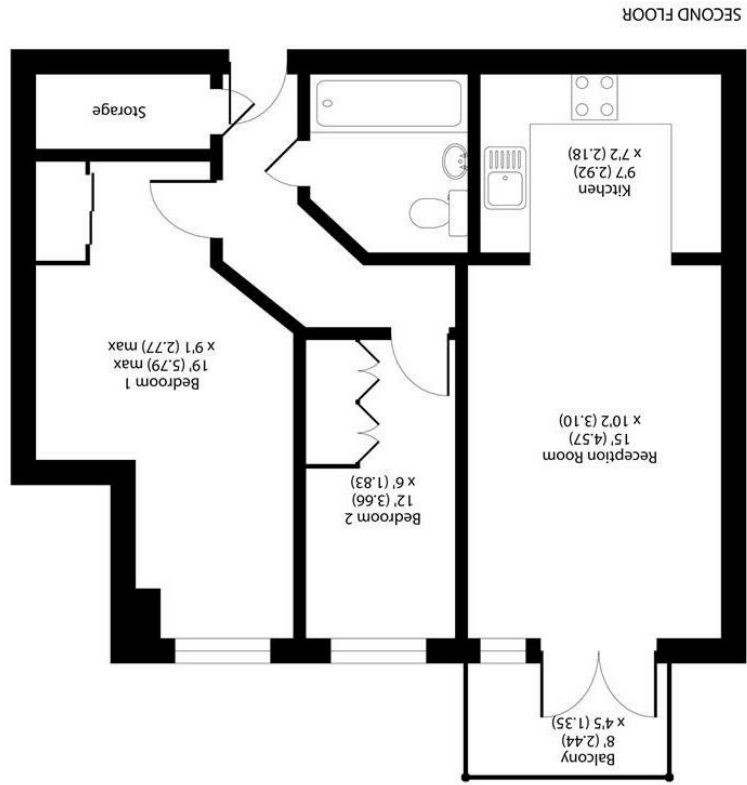 Balcony
8' (2.44)
x 4'5 (1.35)
Reception Room
15' (4.57)
x 10'2 (3.10)
Bedroom 2
12' (3.66)
x 6' (1.83)
Bedroom 1
19' (5.79) max
x 9'1 (2.77) max
Kitchen
9'7 (2.92)
x 7'2 (2.18)
Storage
SECOND FLOOR